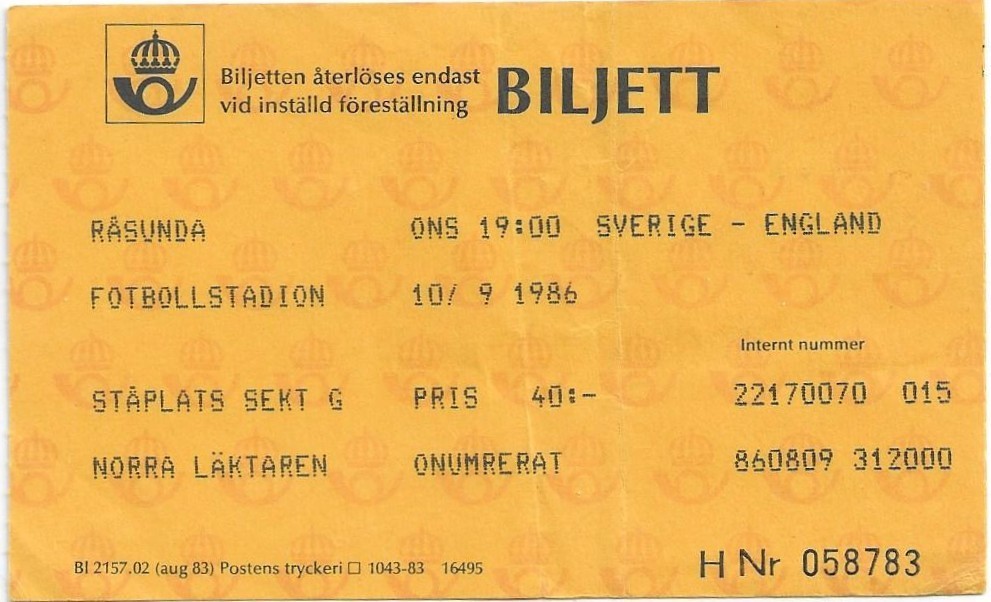 Biljetten återlöses endast
vid inställd föreställning
BILJETT
RÅSUNDA ONS 19:00 SVERIGE - ENGLAND
FOTBOLLSTADION 10/ 9 1986
Internt nummer
STÅPLATS SEKT G PRIS 40:- 22170070 015
NORRA LÄKTAREN ONUMRERAT 860809 312000
BI 2157.02 (aug 83) Postens tryckeri □ 1043-83 16495
H Nr 058783